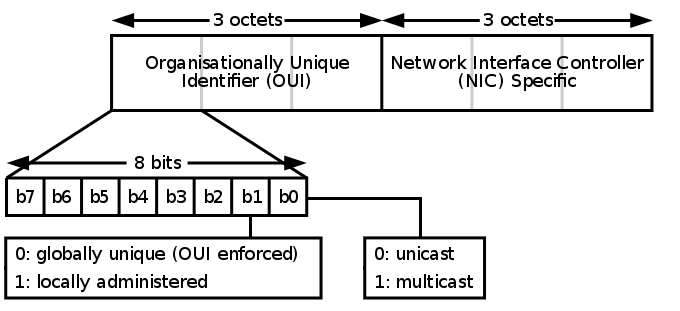 3 octets 3 octets
Organisationally Unique
Identifier (OUI)
Network Interface Controller
(NIC) Specific
8 bits
b7 b6 b5 b4 b3 b2 b1 b0
0: globally unique (OUI enforced)
1: locally administered
0: unicast
1: multicast